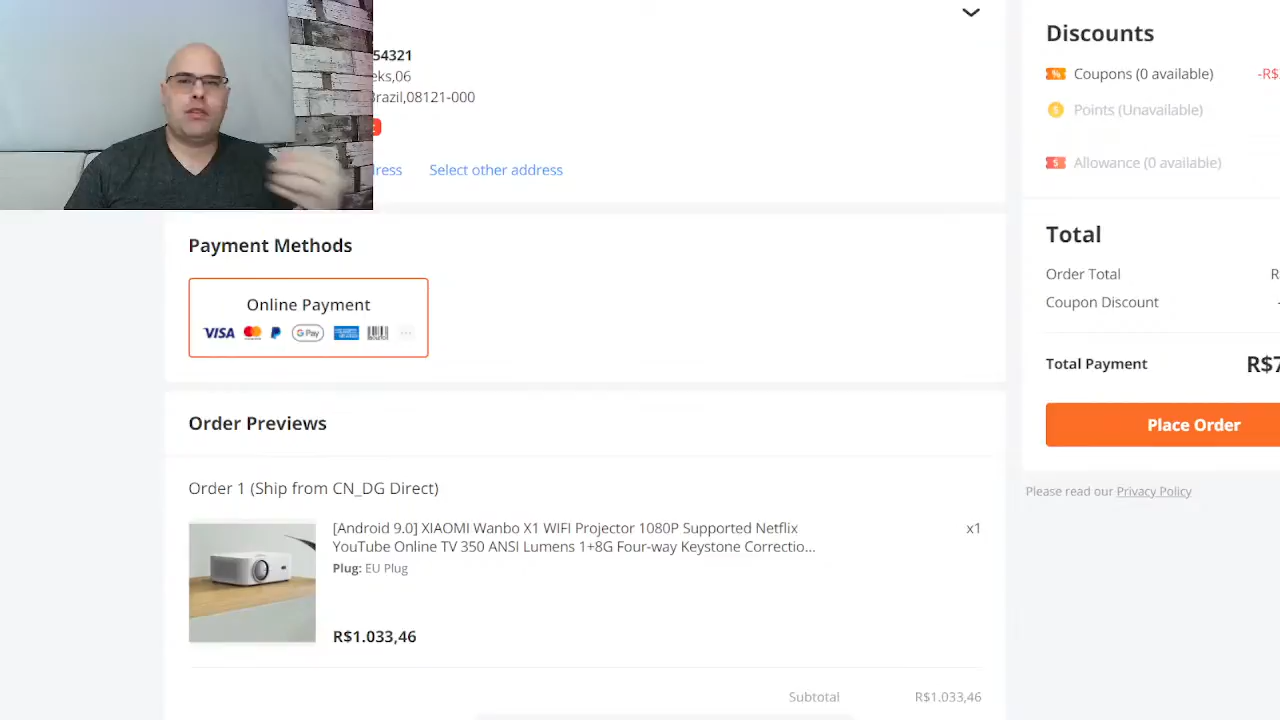 54321
eks,06
Brazil,08121-000
Select other address
Payment Methods
Online Payment
VISA
G Pay
Order Previews
Order 1 (Ship from CN_DG Direct)
[Android 9.0] XIAOMI Wanbo X1 WIFI Projector 1080P Supported Netflix
YouTube Online TV 350 ANSI Lumens 1+8G Four-way Keystone Correctio...
Plug: EU Plug
x1
R$1.033,46
Subtotal R$1.033,46
Discounts
Coupons (0 available) -R$
Points (Unavailable)
Allowance (0 available)
Total
Order Total R
Coupon Discount -
Total Payment R$7
Place Order
Please read our Privacy Policy